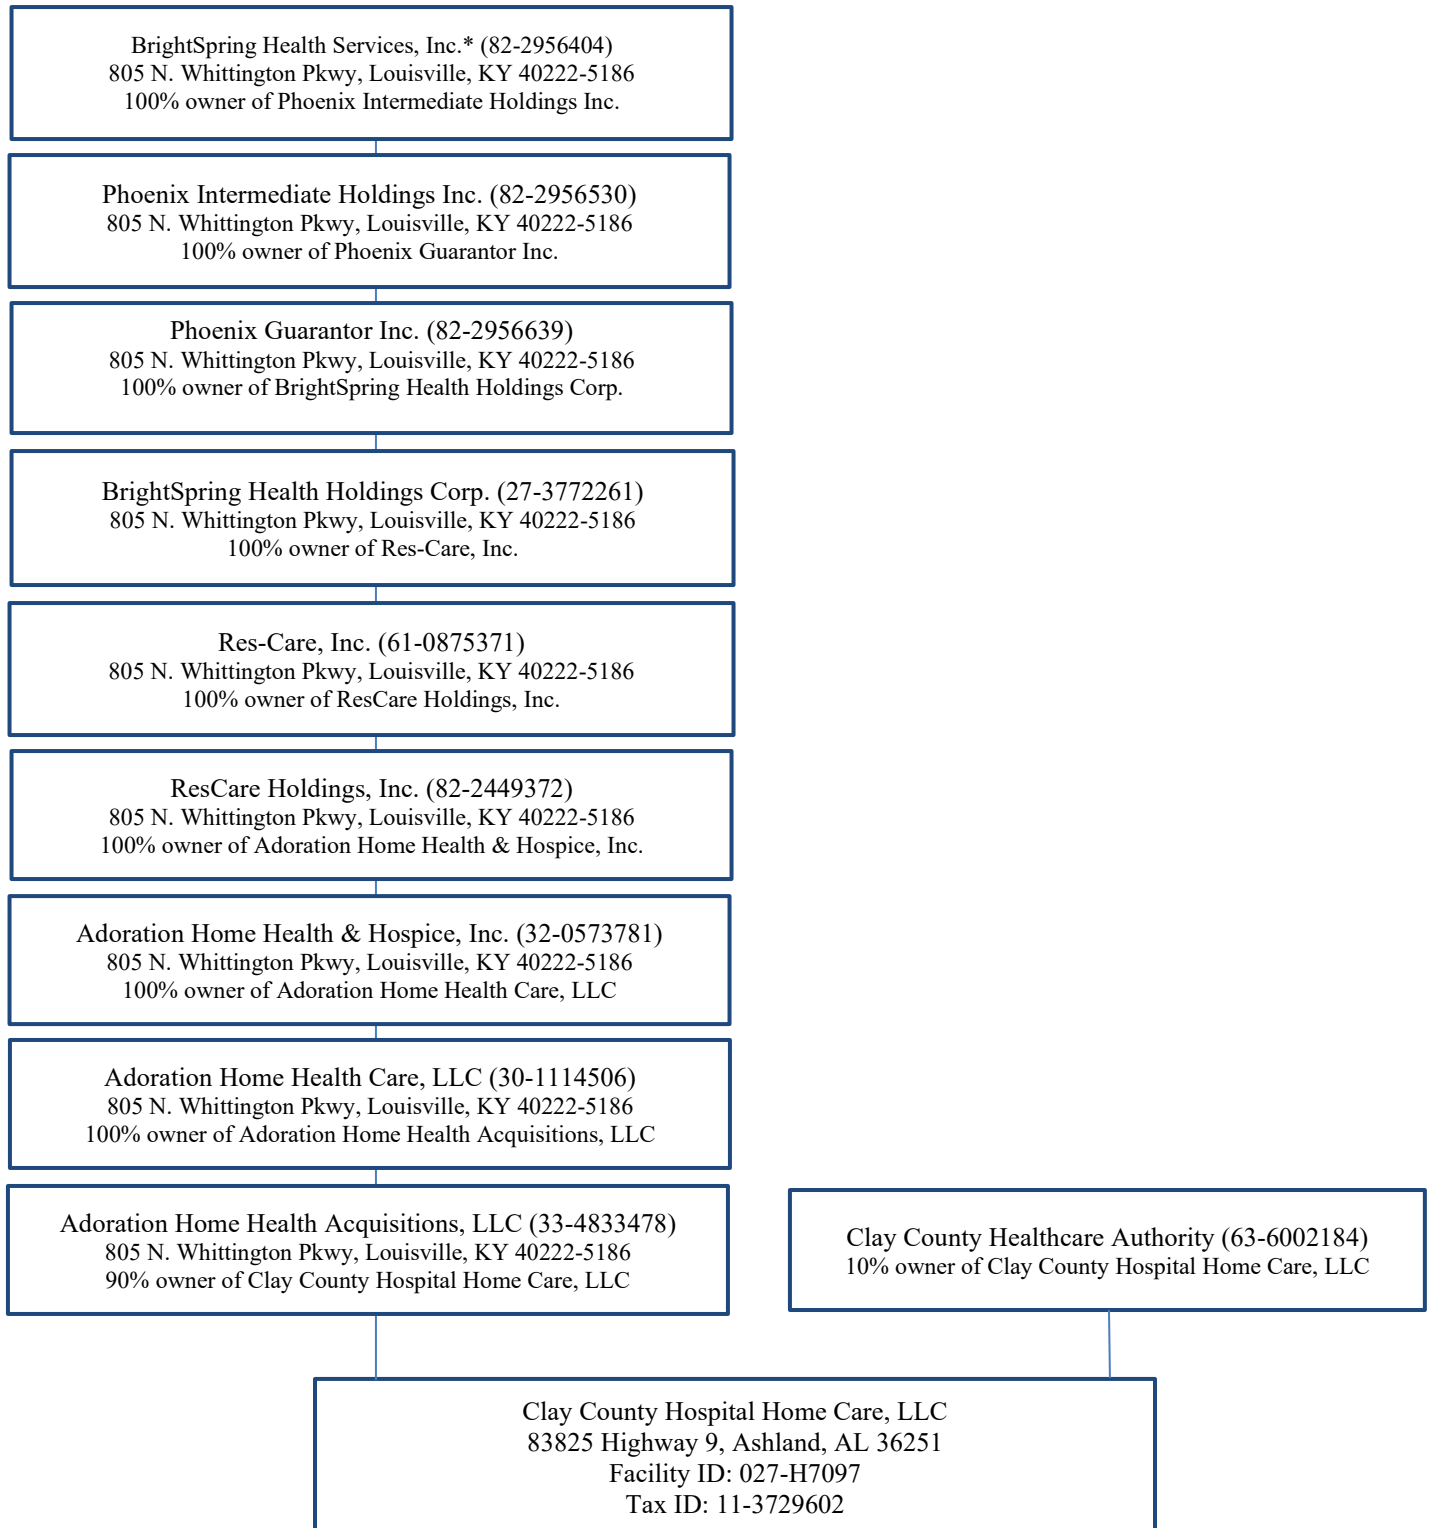 BrightSpring Health Services, Inc.* (82-2956404)
805 N. Whittington Pkwy, Louisville, KY 40222-5186
100% owner of Phoenix Intermediate Holdings Inc.
Phoenix Intermediate Holdings Inc. (82-2956530)
805 N. Whittington Pkwy, Louisville, KY 40222-5186
100% owner of Phoenix Guarantor Inc.
Phoenix Guarantor Inc. (82-2956639)
805 N. Whittington Pkwy, Louisville, KY 40222-5186
100% owner of BrightSpring Health Holdings Corp.
BrightSpring Health Holdings Corp. (27-3772261)
805 N. Whittington Pkwy, Louisville, KY 40222-5186
100% owner of Res-Care, Inc.
Res-Care, Inc. (61-0875371)
805 N. Whittington Pkwy, Louisville, KY 40222-5186
100% owner of ResCare Holdings, Inc.
ResCare Holdings, Inc. (82-2449372)
805 N. Whittington Pkwy, Louisville, KY 40222-5186
100% owner of Adoration Home Health & Hospice, Inc.
Adoration Home Health & Hospice, Inc. (32-0573781)
805 N. Whittington Pkwy, Louisville, KY 40222-5186
100% owner of Adoration Home Health Care, LLC
Adoration Home Health Care, LLC (30-1114506)
805 N. Whittington Pkwy, Louisville, KY 40222-5186
100% owner of Adoration Home Health Acquisitions, LLC
Adoration Home Health Acquisitions, LLC (33-4833478)
805 N. Whittington Pkwy, Louisville, KY 40222-5186
90% owner of Clay County Hospital Home Care, LLC
Clay County Healthcare Authority (63-6002184)
10% owner of Clay County Hospital Home Care, LLC
Clay County Hospital Home Care, LLC
83825 Highway 9, Ashland, AL 36251
Facility ID: 027-H7097
Tax ID: 11-3729602